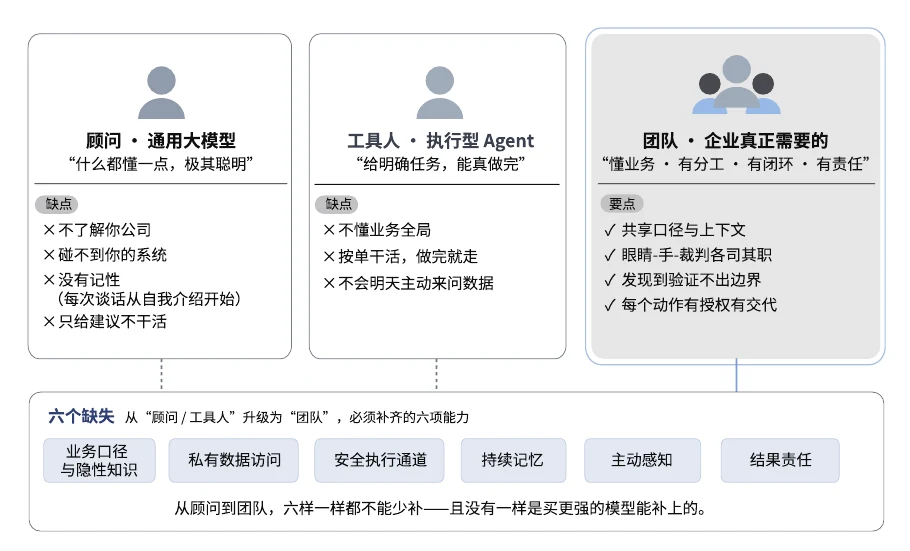 顾问 · 通用大模型
“什么都懂一点，极其聪明”
缺点
×不了解你公司
×碰不到你的系统
×没有记性
（每次谈话从自我介绍开始）
×只给建议不干活
工具人 · 执行型 Agent
“给明确任务，能真做完”
缺点
×不懂业务全局
×按单干活，做完就走
×不会明天主动来问数据
团队 · 企业真正需要的
“懂业务 · 有分工 · 有闭环 · 有责任”
要点
✓ 共享口径与上下文
✓ 眼睛-手-裁判各司其职
✓ 发现到验证不出边界
✓ 每个动作有授权有交代
六个缺失 从“顾问 / 工具人”升级为“团队”，必须补齐的六项能力
业务口径
与隐性知识
私有数据访问
安全执行通道
持续记忆
主动感知
结果责任
从顾问到团队，六样一样都不能少补——且没有一样是买更强的模型能补上的。